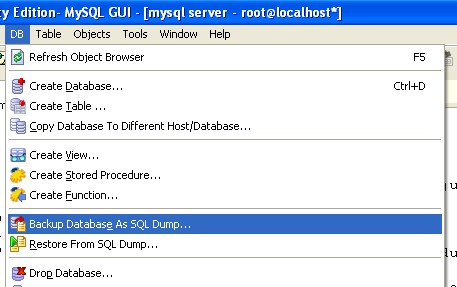 ty Edition- MySQL GUI - [mysql server - root@localhost*]
DB Table Objects Tools Window Help
Refresh Object Browser F5
Create Database... Ctrl+D
Create Table ...
Copy Database To Different Host/Database...
Create View...
Create Stored Procedure...
Create Function...
Backup Database As SQL Dump...
Restore From SQL Dump...
Drop Database...